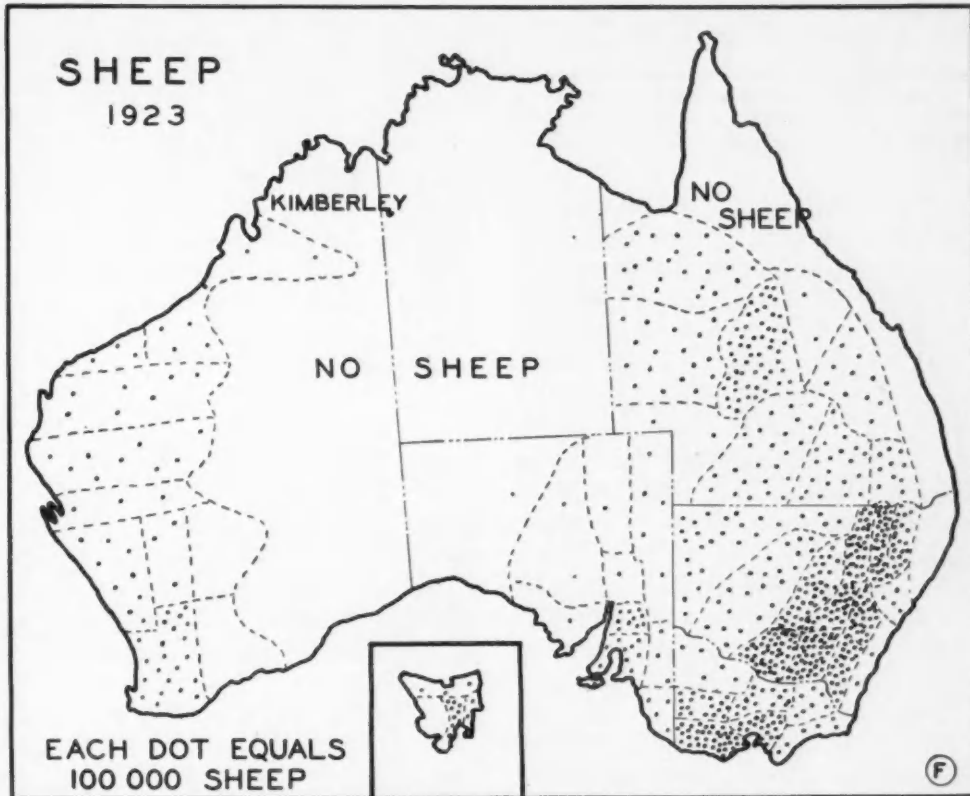 SHEEP
1923
KIMBERLEY
NO
SHEEP
NO SHEEP
EACH DOT EQUALS
100 000 SHEEP
F